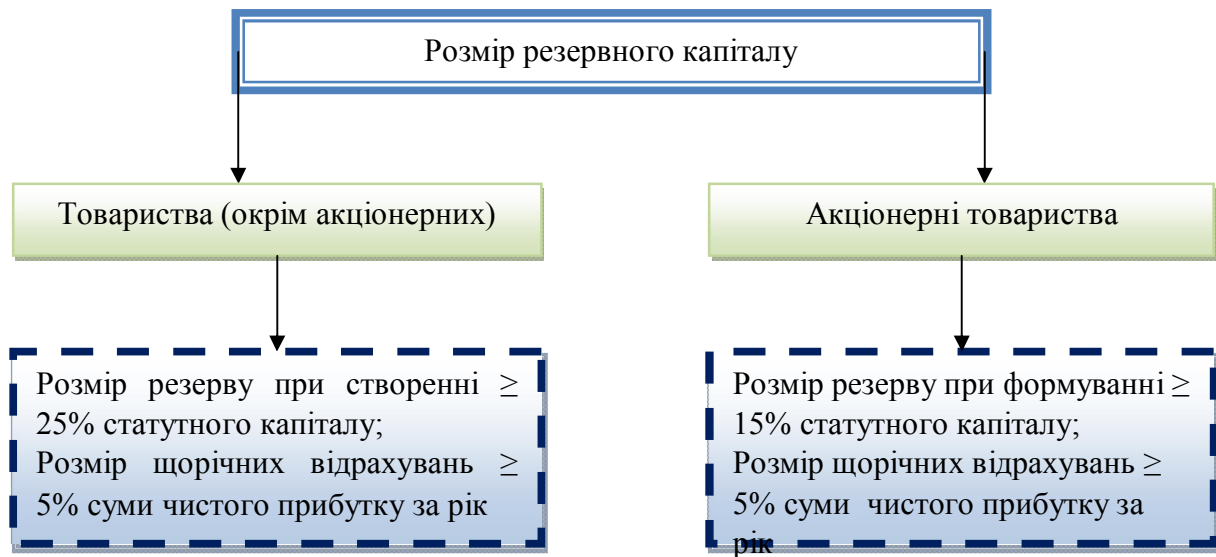 Розмір резервного капіталу
Товариства (окрім акціонерних)
Акціонерні товариства
Розмір резерву при створенні ≥
25% статутного капіталу;
Розмір щорічних відрахувань ≥
5% суми чистого прибутку за рік
Розмір резерву при формуванні ≥
15% статутного капіталу;
Розмір щорічних відрахувань ≥
5% суми чистого прибутку за
рік